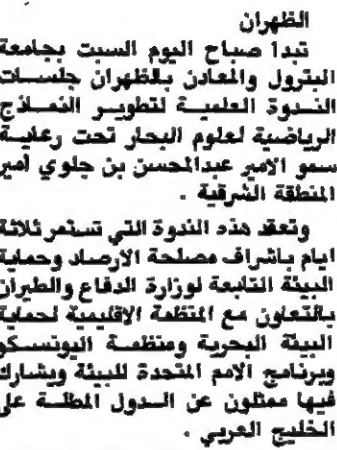 الظهران
تبدا صباح اليوم السبت بجامعة
البترول والمعادن بالظهران جلسات
الندوة العلمية لتطوير النماذج
الرياضية لعلوم البحار تحت رعاية
سمو الامير عبدالمحسن بن جلوي امير
المنطقة الشرقية .
وتعقد هذه الندوة التي تستمر ثلاثة
ايام باشراف مصلحة الارصاد وحماية
البيئة التابعة لوزارة الدفاع والطيران
بالتعاون مع المنظمة الاقليمية لحماية
البيئة البحرية ومنظمة اليونسكو
وبرنامج الامم المتحدة للبيئة ويشارك
فيها ممثلون عن الدول المطلة على
الخليج العربي .